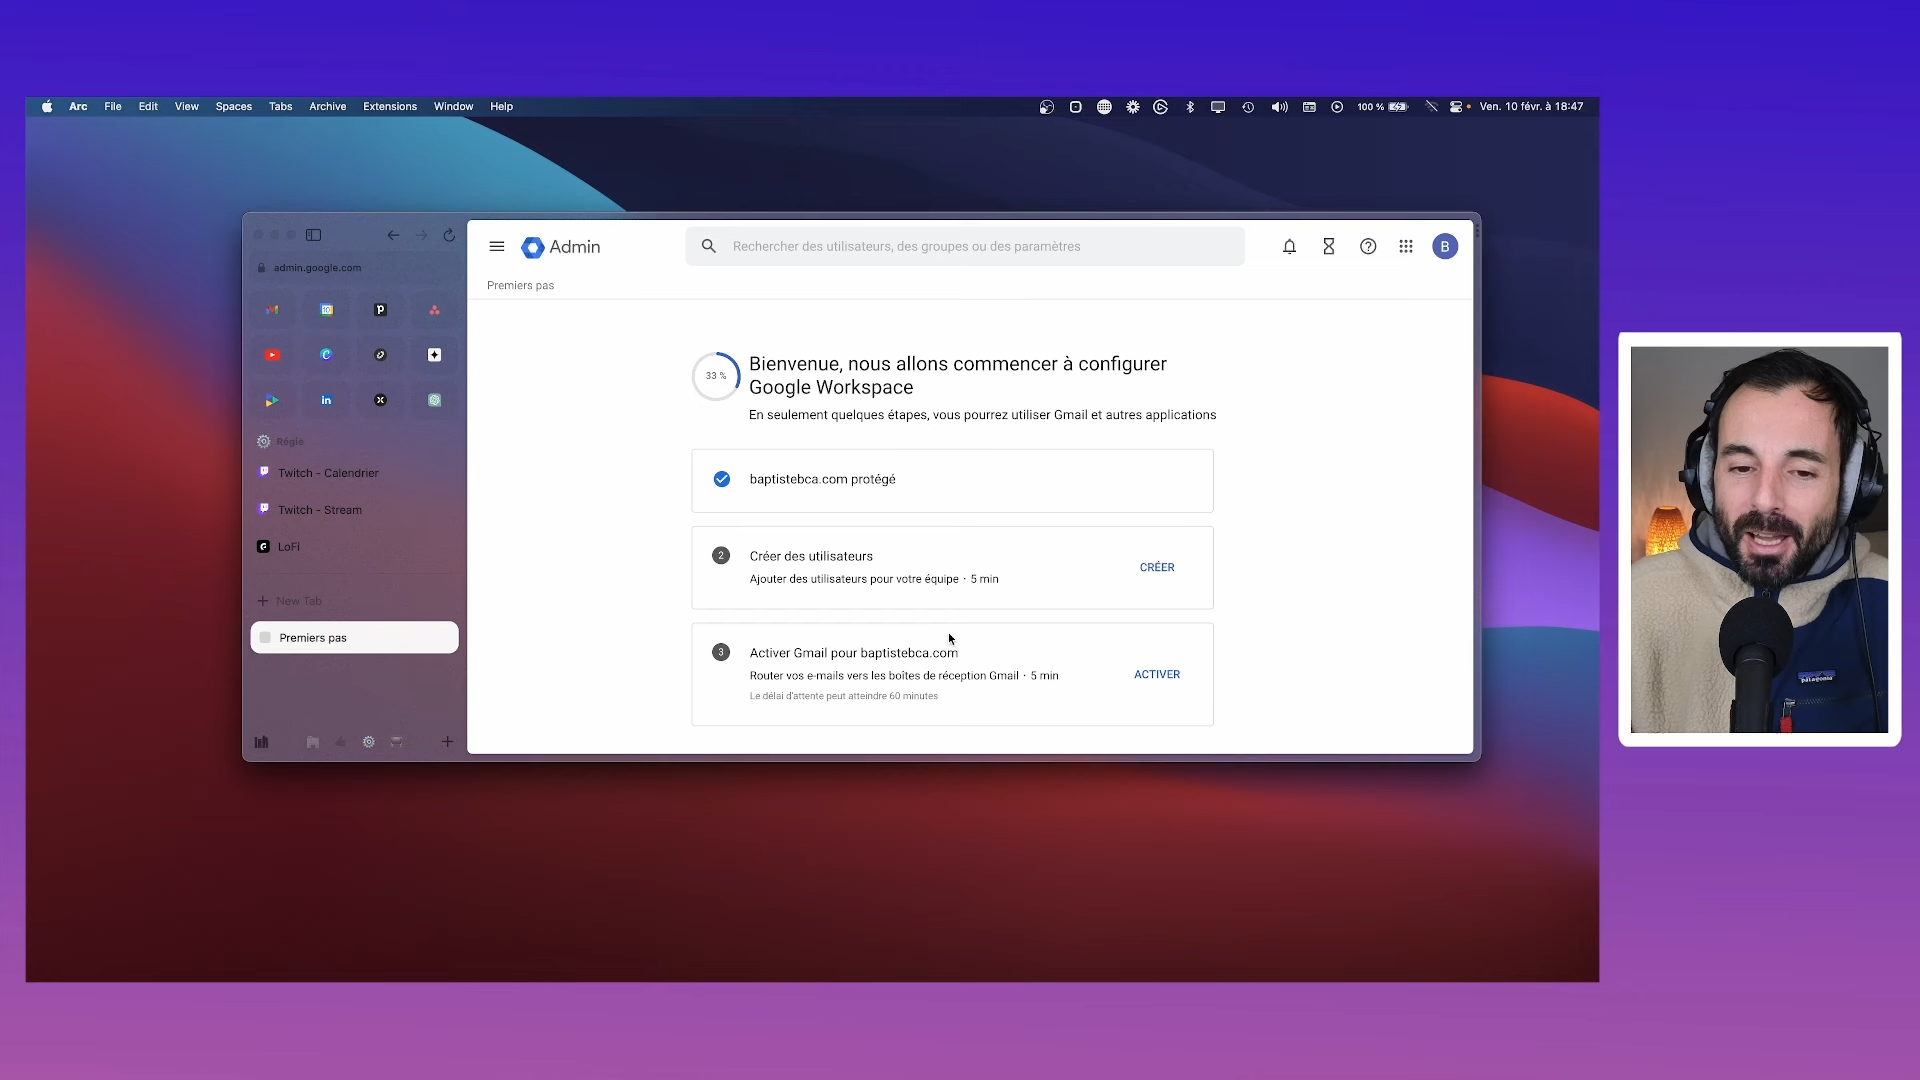 Arc File Edit View Spaces Tabs Archive Extensions Window Help
100 % Ven. 10 févr. à 18:47
admin.google.com
Admin
Rechercher des utilisateurs, des groupes ou des paramètres
B
Premiers pas
Régie
Twitch - Calendrier
Twitch - Stream
LoFi
New Tab
Premiers pas
33 %
Bienvenue, nous allons commencer à configurer
Google Workspace
En seulement quelques étapes, vous pourrez utiliser Gmail et autres applications
baptistebca.com protégé
2
Créer des utilisateurs
Ajouter des utilisateurs pour votre équipe · 5 min
CRÉER
3
Activer Gmail pour baptistebca.com
Router vos e-mails vers les boîtes de réception Gmail · 5 min
Le délai d'attente peut atteindre 60 minutes
ACTIVER
patagonia